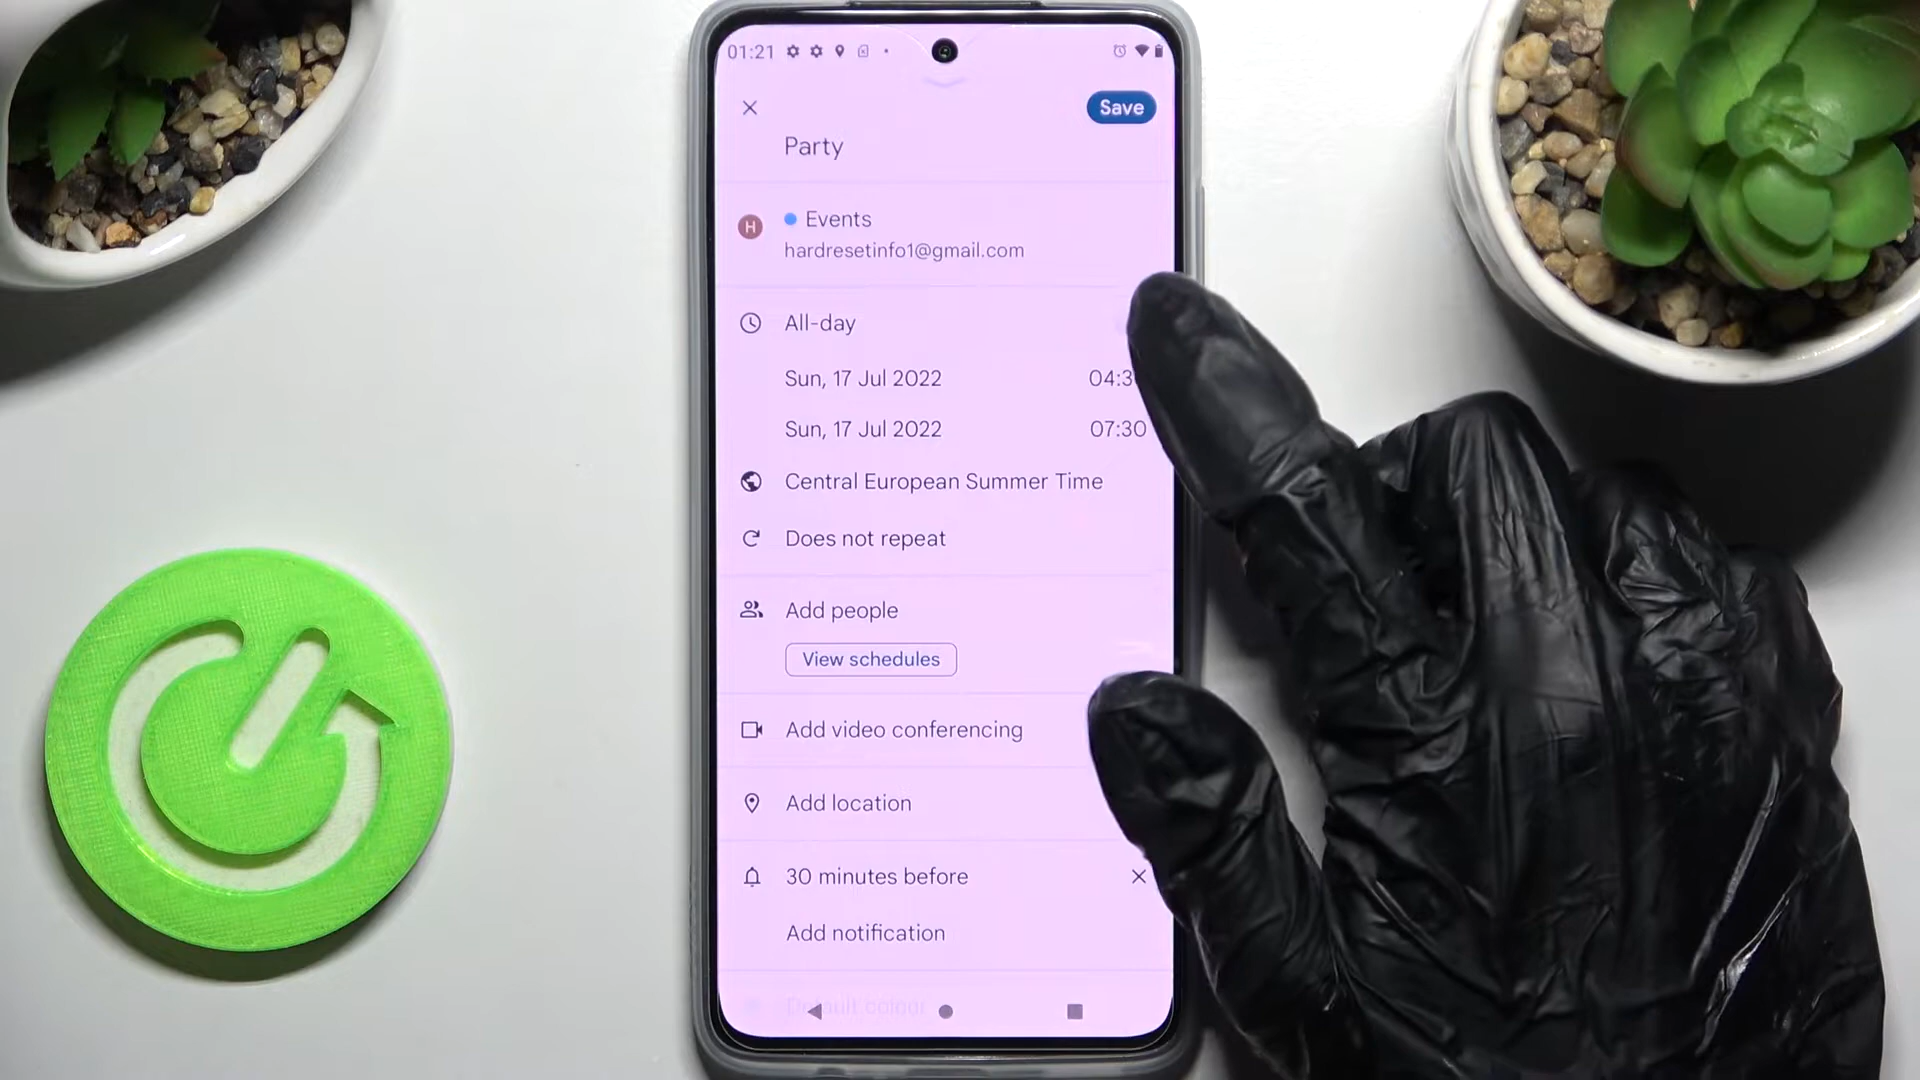 01:21
Save
Party
Events
hardresetinfo1@gmail.com
All-day
Sun, 17 Jul 2022
Sun, 17 Jul 2022 07:30
Central European Summer Time
Does not repeat
Add people
View schedules
Add video conferencing
Add location
30 minutes before
Add notification
Default colour
H